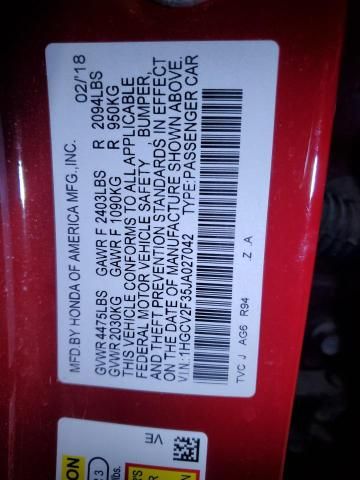 MFD.BY HONDA OF AMERICA MFG.,INC. 02/18
GVWR 4475LBS GAWR F 2403LBS R 2094LBS
GVWR 2030KG GAWR F 1090KG R 950KG
THIS VEHICLE CONFORMS TO ALL APPLICABLE
FEDERAL MOTOR VEHICLE SAFETY , BUMPER,
AND THEFT PREVENTION STANDARDS IN EFFECT
ON THE DATE OF MANUFACTURE SHOWN ABOVE.
V.I.N:1HGCV2F35JA027042 TYPE:PASSENGER CAR
TVC J AG6 R94 Z .A
VE